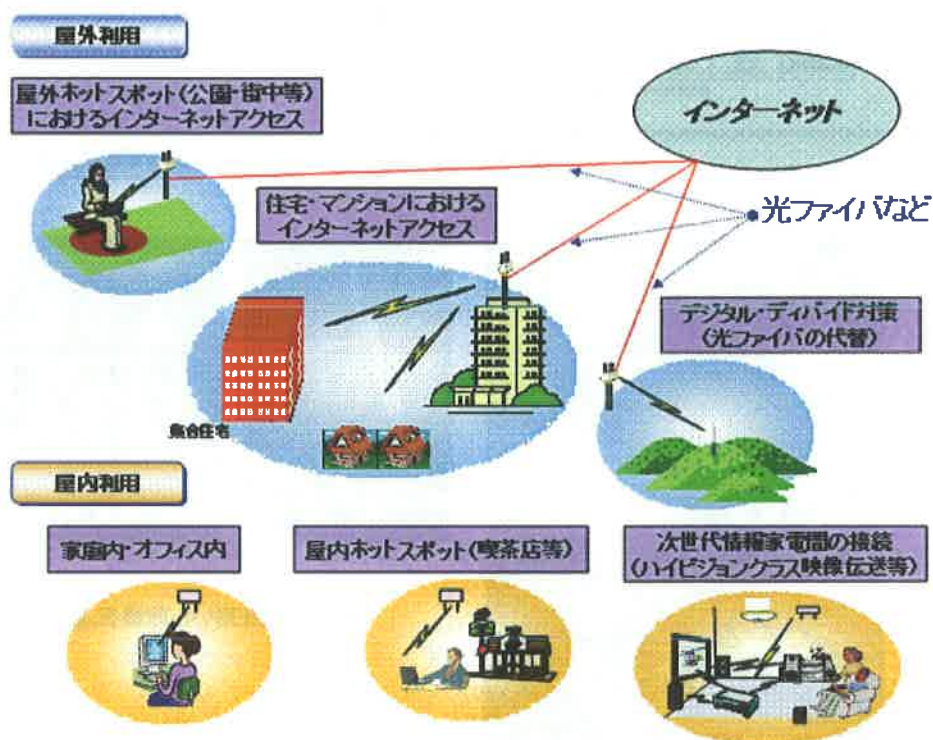 屋外利用
屋外ホットスポット(公園・街中等)
におけるインターネットアクセス
インターネット
住宅・マンションにおける
インターネットアクセス
光ファイバなど
デジタル・ディバイド対策
(光ファイバの代替)
集合住宅
屋内利用
家庭内・オフィス内
屋内ホットスポット(喫茶店等)
次世代情報家電間の接続
(ハイビジョンクラス映像伝送等)